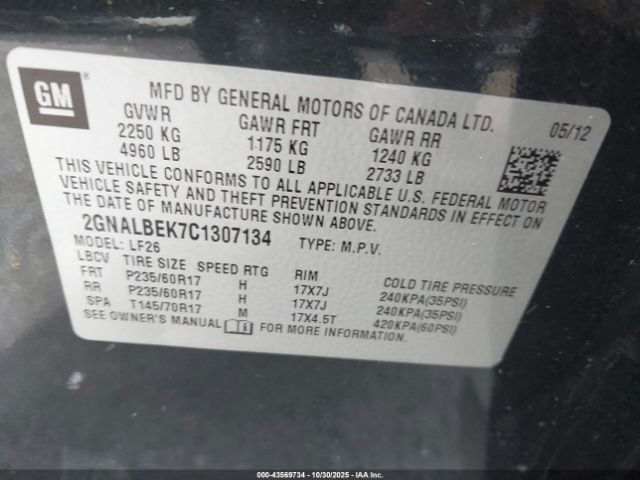 GM ®
MFD BY GENERAL MOTORS OF CANADA LTD.
05/12
GVWR GAWR FRT GAWR RR
2250 KG 1175 KG 1240 KG
4960 LB 2590 LB 2733 LB
THIS VEHICLE CONFORMS TO ALL APPLICABLE U.S. FEDERAL MOTOR
VEHICLE SAFETY AND THEFT PREVENTION STANDARDS IN EFFECT ON
THE DATE OF MANUFACTURE SHOWN ABOVE.
2GNALBEK7C1307134 TYPE: M.P.V.
MODEL: LF26
LBCV TIRE SIZE SPEED RTG RIM COLD TIRE PRESSURE
FRT P235/60R17 H 17X7J 240KPA(35PSI)
RR P235/60R17 H 17X7J 240KPA(35PSI)
SPA T145/70R17 M 17X4.5T 420KPA(60PSI)
SEE OWNER'S MANUAL FOR MORE INFORMATION.
000-43569734 - 10/30/2025 - IAA Inc.